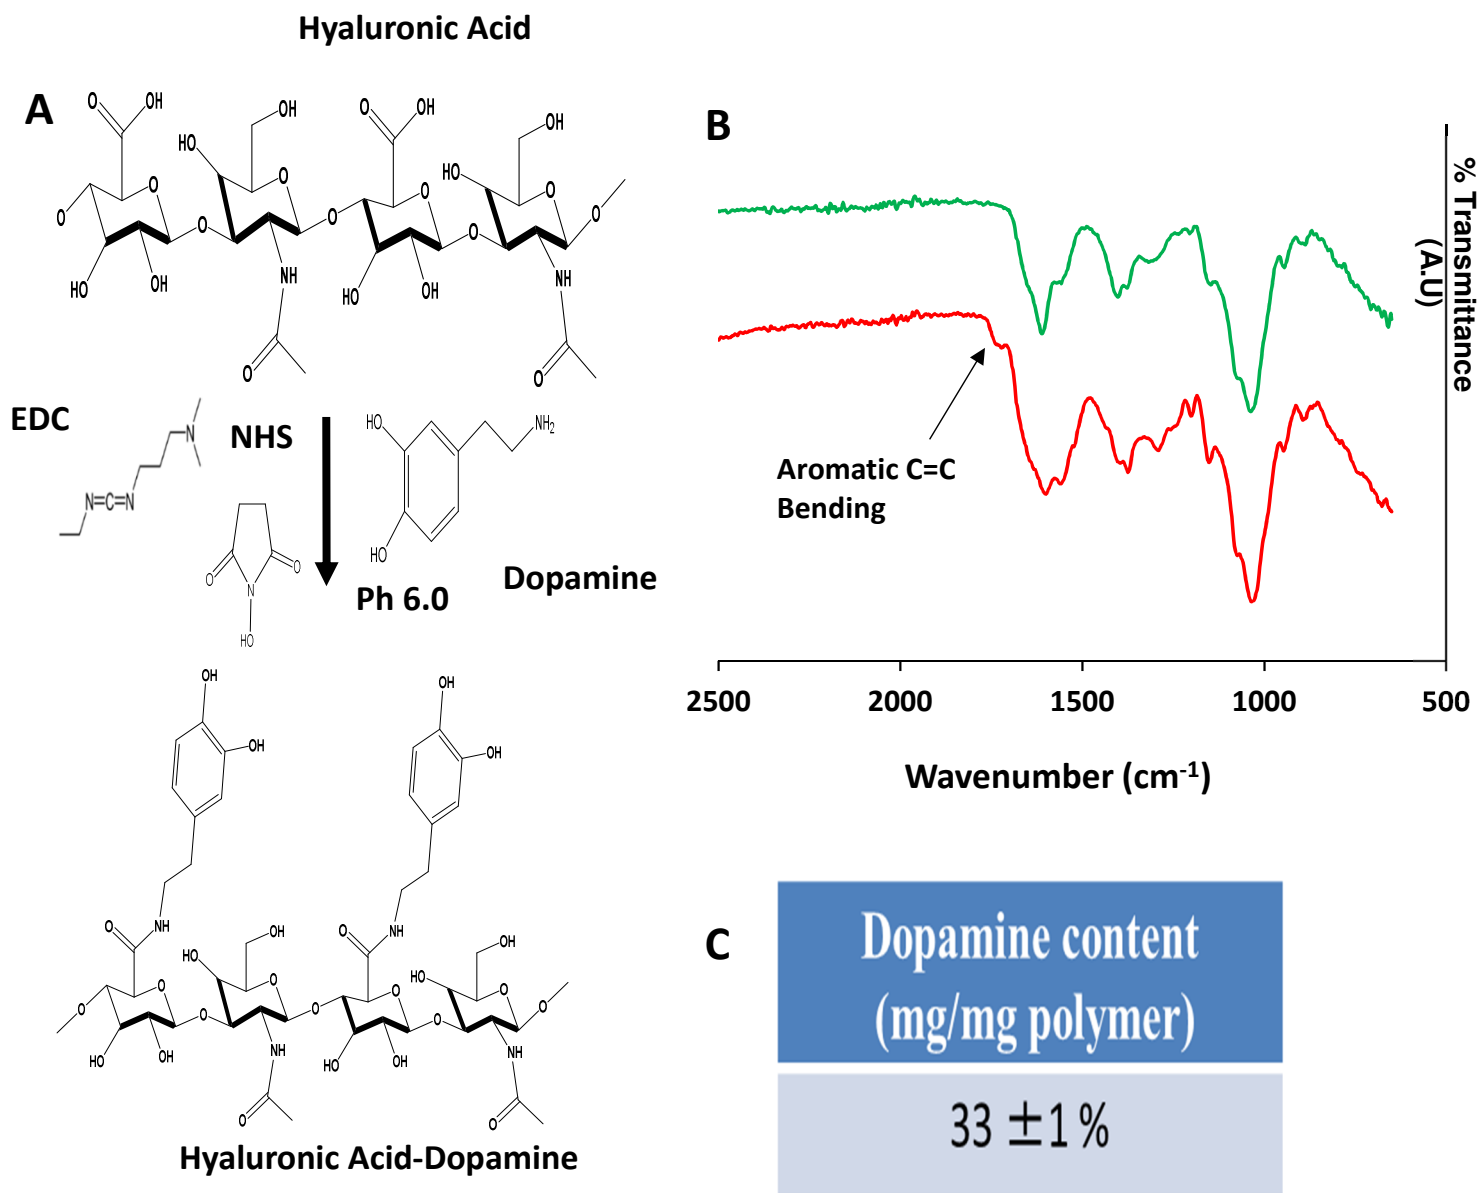 Hyaluronic Acid
A
O
OH
OH
HO
O
O
O
O
HO
OH
NH
O
O
OH
OH
HO
O
O
O
O
HO
OH
NH
O
EDC
N=C=N
N
NHS
O
O
N
HO
HO
HO
NH2
Dopamine
Ph 6.0
OH
OH
NH
O
OH
HO
O
O
O
O
O
HO
OH
NH
O
OH
OH
NH
O
OH
HO
O
O
O
O
HO
OH
NH
O
Hyaluronic Acid-Dopamine
B
% Transmittance
(A.U)
Aromatic C=C
Bending
2500 2000 1500 1000 500
Wavenumber (cm-1)
C
Dopamine content
(mg/mg polymer)
33 ±1 %